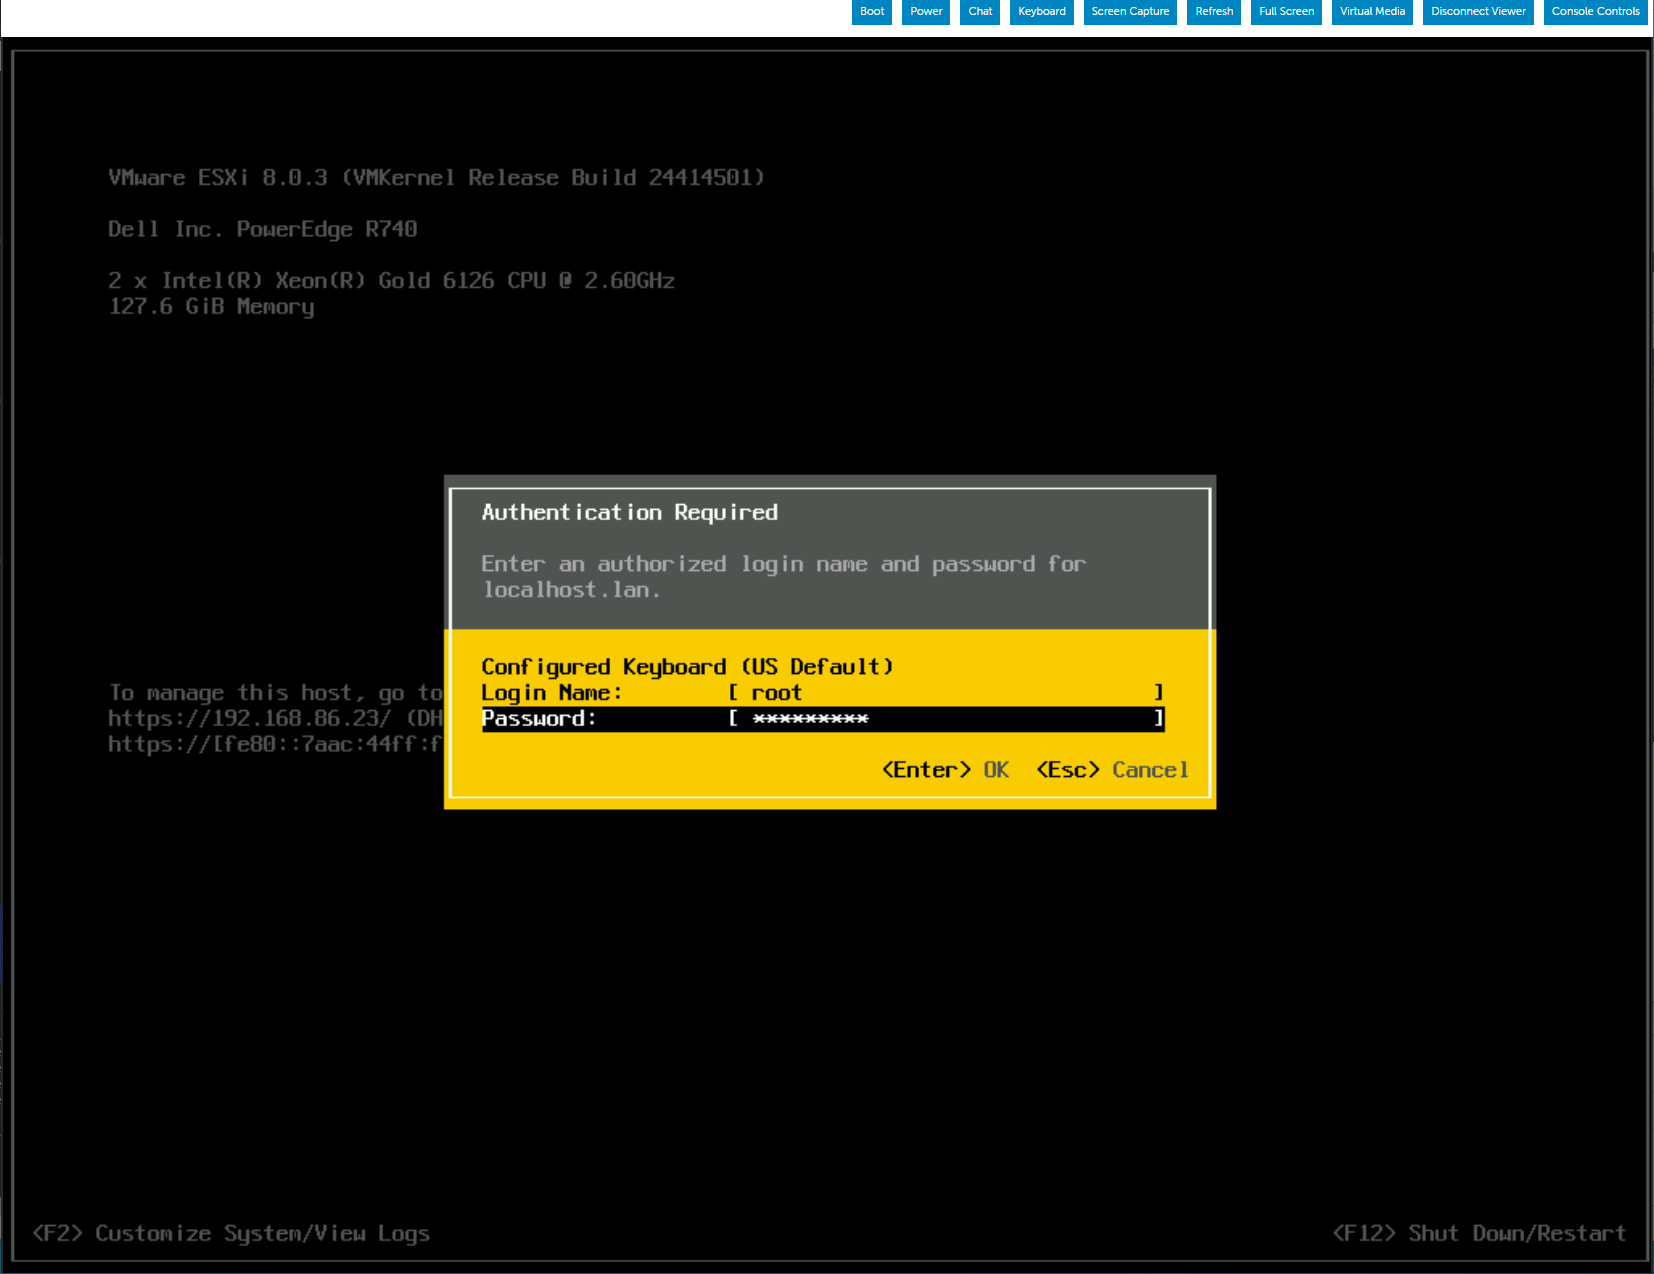 Boot Power Chat Keyboard Screen Capture Refresh Full Screen Virtual Media Disconnect Viewer Console Controls
VMware ESXi 8.0.3 (VMKernel Release Build 24414501)
Dell Inc. PowerEdge R740
2 x Intel(R) Xeon(R) Gold 6126 CPU @ 2.60GHz
127.6 GiB Memory
Authentication Required
Enter an authorized login name and password for
localhost.lan.
Configured Keyboard (US Default)
Login Name: [ root ]
Password: [ ********* ]
<Enter> OK <Esc> Cancel
To manage this host, go to
https://192.168.86.23/ (DH
https://[fe80::7aac:44ff:f
<F2> Customize System/View Logs
<F12> Shut Down/Restart